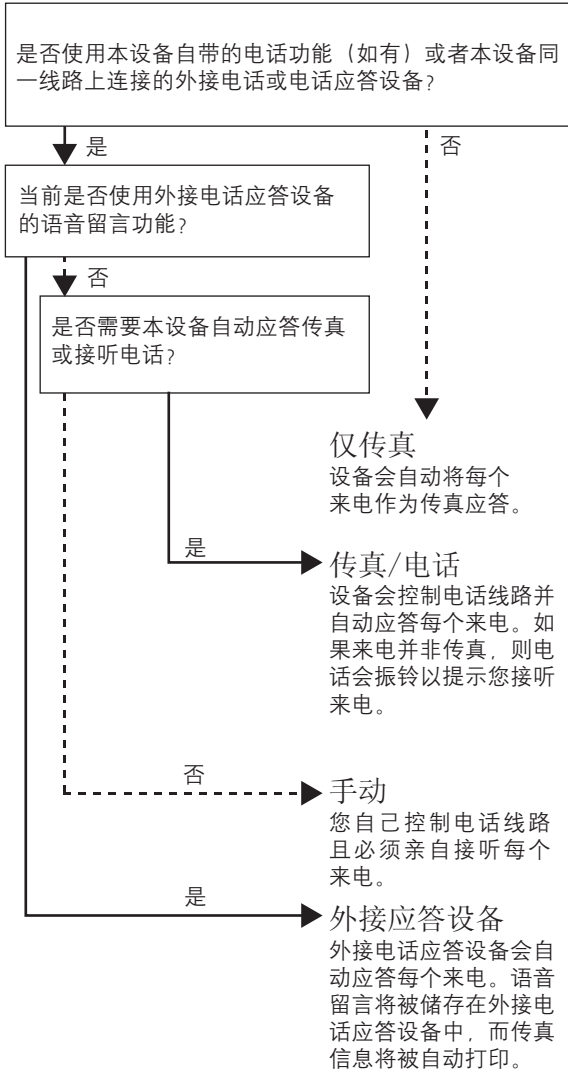 是否使用本设备自带的电话功能（如有）或者本设备同
一线路上连接的外接电话或电话应答设备？
是
否
当前是否使用外接电话应答设备
的语音留言功能？
否
是否需要本设备自动应答传真
或接听电话？
仅传真
设备会自动将每个
来电作为传真应答。
是
传真/电话
设备会控制电话线路并
自动应答每个来电。如
果来电并非传真，则电
话会振铃以提示您接听
来电。
否
手动
您自己控制电话线路
且必须亲自接听每个
来电。
是
外接应答设备
外接电话应答设备会自
动应答每个来电。语音
留言将被储存在外接电
话应答设备中，而传真
信息将被自动打印。